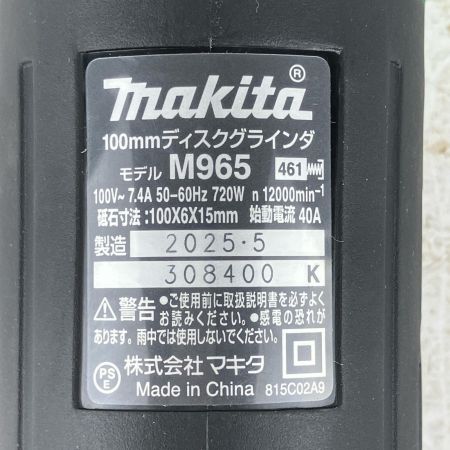 makita®
100mmディスクグラインダ
モデル M965 461
100V~ 7.4A 50-60Hz 720W n 12000min⁻¹
砥石寸法:100X6X15mm 始動電流 40A
製造 2025·5
308400 K
⚠警告 ●ご使用前に取扱説明書を必ずよく
お読みください。●感電の恐れが
あります。雨中では使用しないでください。
PSE 株式会社マキタ
Made in China 815C02A9